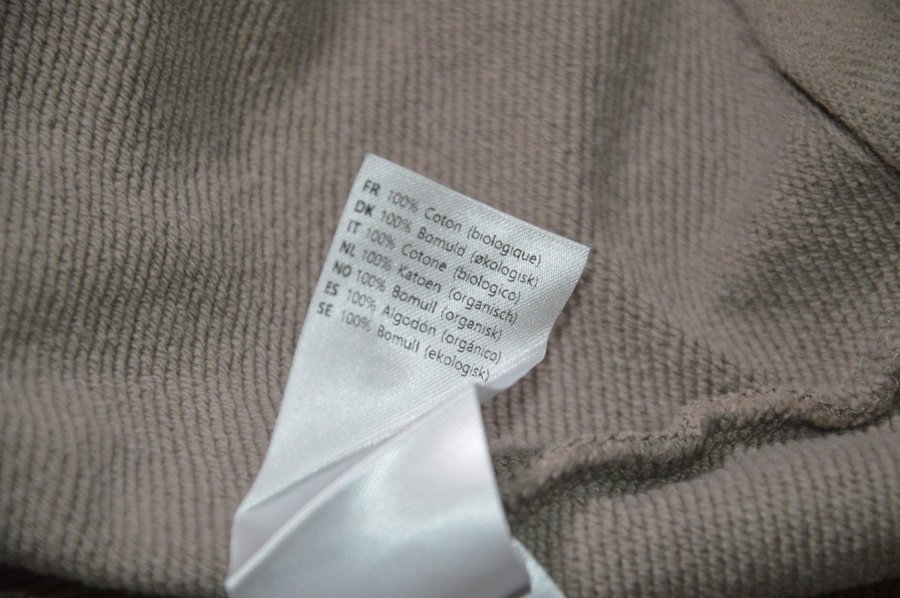 FR 100% Coton (biologique)
DK 100% Bomuld (økologisk)
IT 100% Cotone (biologico)
NL 100% Katoen (organisch)
NO 100% Bomull (organisk)
ES 100% Algodón (orgánico)
SE 100% Bomull (ekologisk)